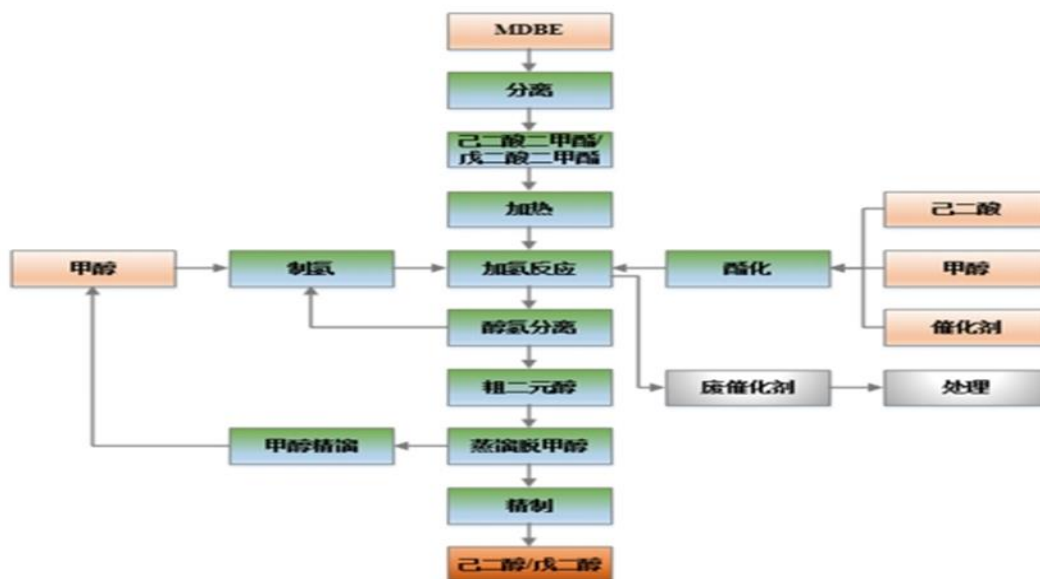 MDBE
分离
己二酸二甲酯/
戊二酸二甲酯
加热
己二酸
甲醇
制氢
加氢反应
酯化
甲醇
醇氢分离
催化剂
粗二元醇
废催化剂
处理
甲醇精馏
蒸馏脱甲醇
精制
己二醇/戊二醇